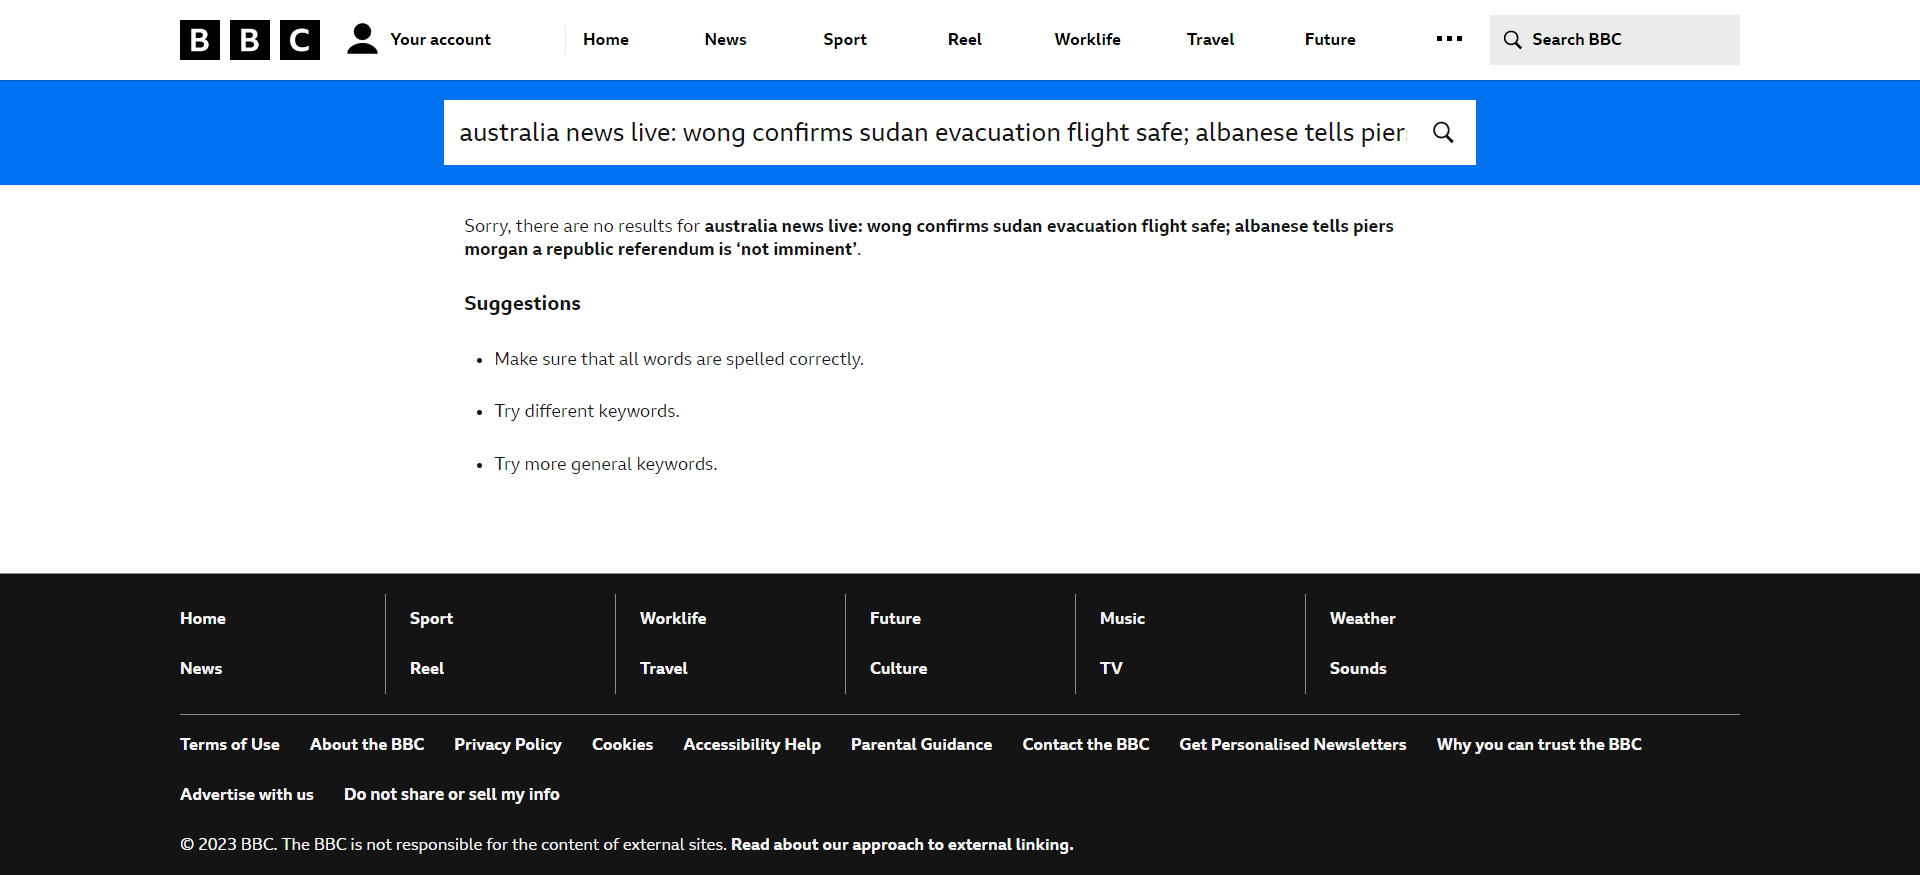 BBC Your account Home News Sport Reel Worklife Travel Future Search BBC
australia news live: wong confirms sudan evacuation flight safe; albanese tells piers
Sorry, there are no results for australia news live: wong confirms sudan evacuation flight safe; albanese tells piers
morgan a republic referendum is ‘not imminent’.
Suggestions
• Make sure that all words are spelled correctly.
• Try different keywords.
• Try more general keywords.
Home Sport Worklife Future Music Weather
News Reel Travel Culture TV Sounds
Terms of Use About the BBC Privacy Policy Cookies Accessibility Help Parental Guidance Contact the BBC Get Personalised Newsletters Why you can trust the BBC
Advertise with us Do not share or sell my info
© 2023 BBC. The BBC is not responsible for the content of external sites. Read about our approach to external linking.